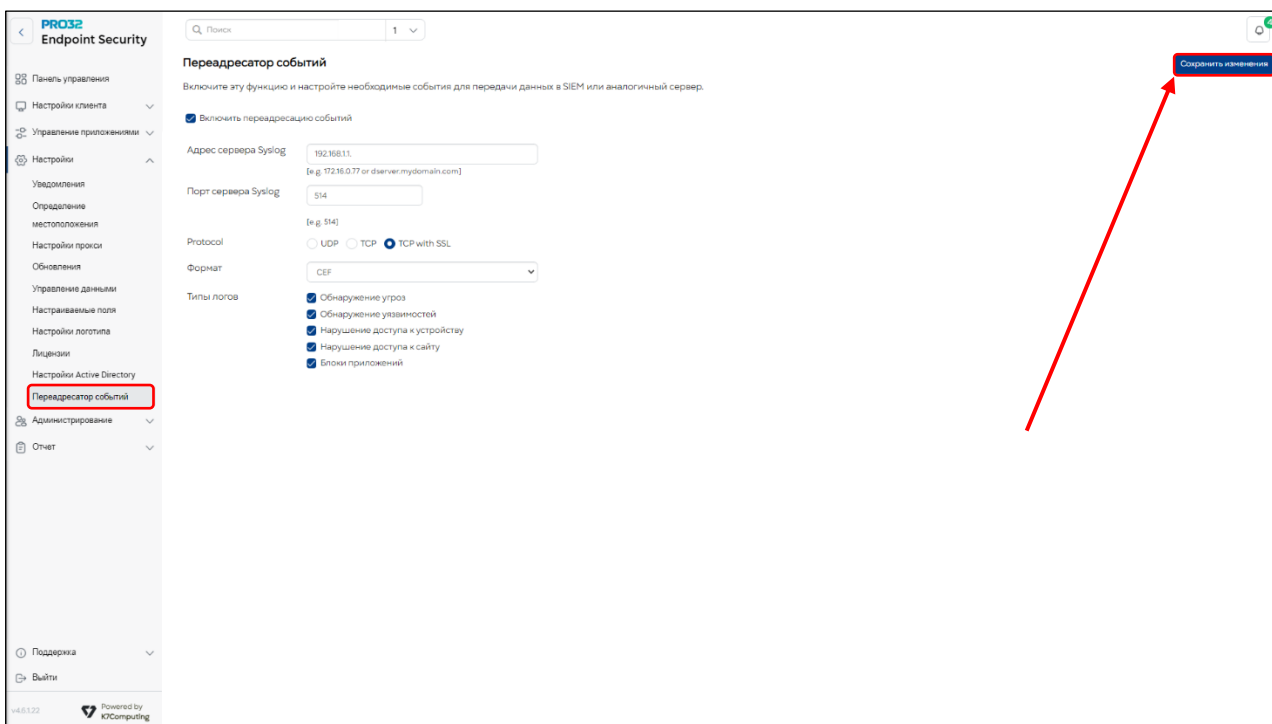 PRO32
Endpoint Security
Поиск
1
4
Панель управления
Настройки клиента
Управление приложениями
Настройки
Уведомления
Определение
местоположения
Настройки прокси
Обновления
Управление данными
Настраиваемые поля
Настройки логотипа
Лицензии
Настройки Active Directory
Переадресатор событий
Администрирование
Отчет
Поддержка
Выйти
v4.6.1.22
Powered by
K7Computing
Переадресатор событий
Сохранить изменения
Включите эту функцию и настройте необходимые события для передачи данных в SIEM или аналогичный сервер.
Включить переадресацию событий
Адрес сервера Syslog
192.168.1.1.
[e.g. 172.16.0.77 or dserver.mydomain.com]
Порт сервера Syslog
514
[e.g. 514]
Protocol
UDP TCP TCP with SSL
Формат
CEF
Типы логов
Обнаружение угроз
Обнаружение уязвимостей
Нарушение доступа к устройству
Нарушение доступа к сайту
Блоки приложений